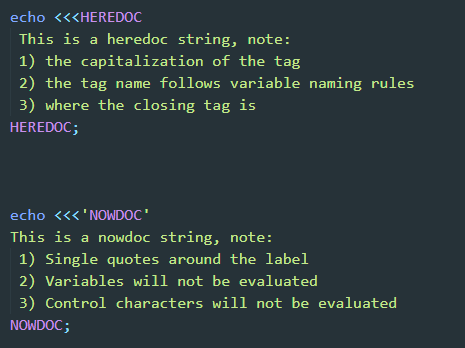 echo <<<HEREDOC
This is a heredoc string, note:
1) the capitalization of the tag
2) the tag name follows variable naming rules
3) where the closing tag is
HEREDOC;
echo <<<'NOWDOC'
This is a nowdoc string, note:
1) Single quotes around the label
2) Variables will not be evaluated
3) Control characters will not be evaluated
NOWDOC;